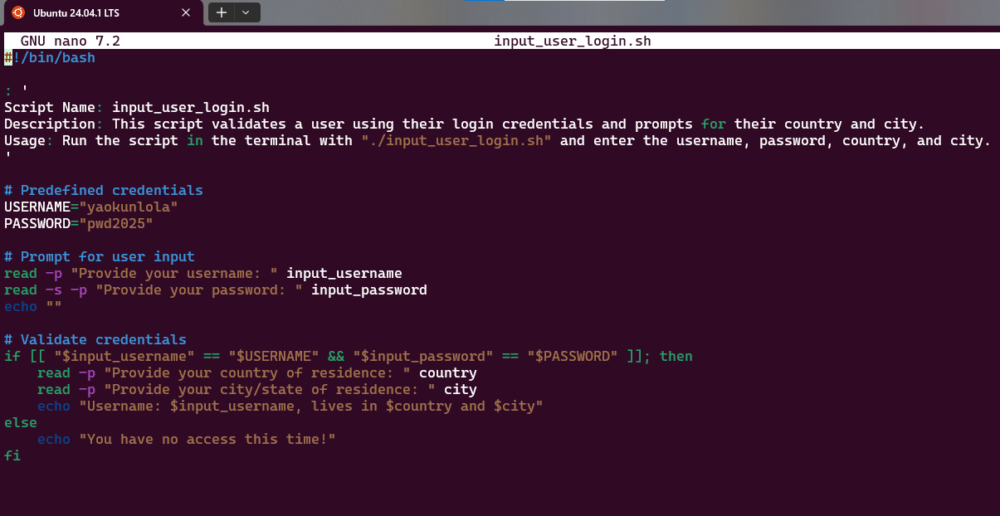 Ubuntu 24.04.1 LTS
GNU nano 7.2 input_user_login.sh
#!/bin/bash
: '
Script Name: input_user_login.sh
Description: This script validates a user using their login credentials and prompts for their country and city.
Usage: Run the script in the terminal with "./input_user_login.sh" and enter the username, password, country, and city.
'
# Predefined credentials
USERNAME="yaokunlola"
PASSWORD="pwd2025"
# Prompt for user input
read -p "Provide your username: " input_username
read -s -p "Provide your password: " input_password
echo ""
# Validate credentials
if [[ "$input_username" == "$USERNAME" && "$input_password" == "$PASSWORD" ]]; then
    read -p "Provide your country of residence: " country
    read -p "Provide your city/state of residence: " city
    echo "Username: $input_username, lives in $country and $city"
else
    echo "You have no access this time!"
fi